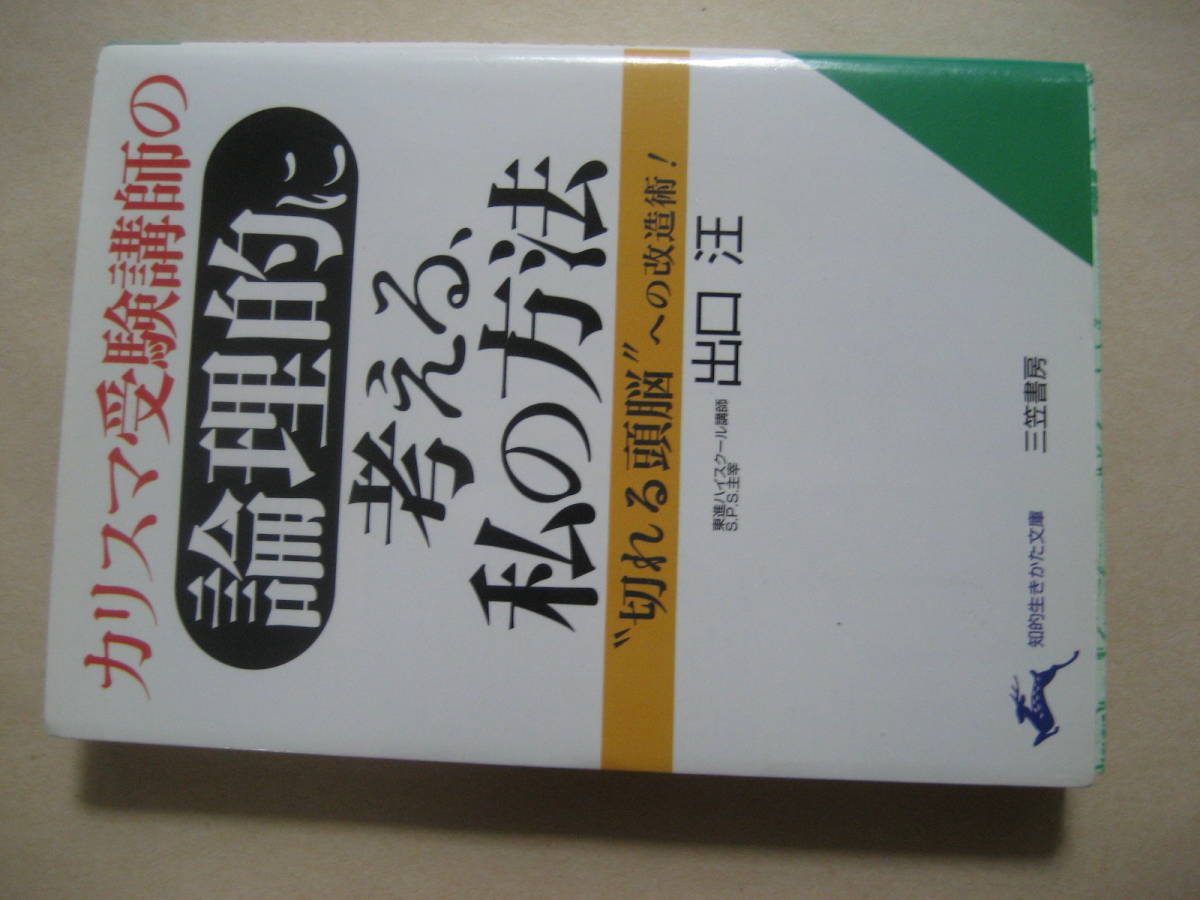 カリスマ受験講師の
論理的に
考える、
私の方法
“切れる頭脳”への改造術!
東進ハイスクール講師
S.P.S.主宰
出口 汪
知的生きかた文庫
三笠書房